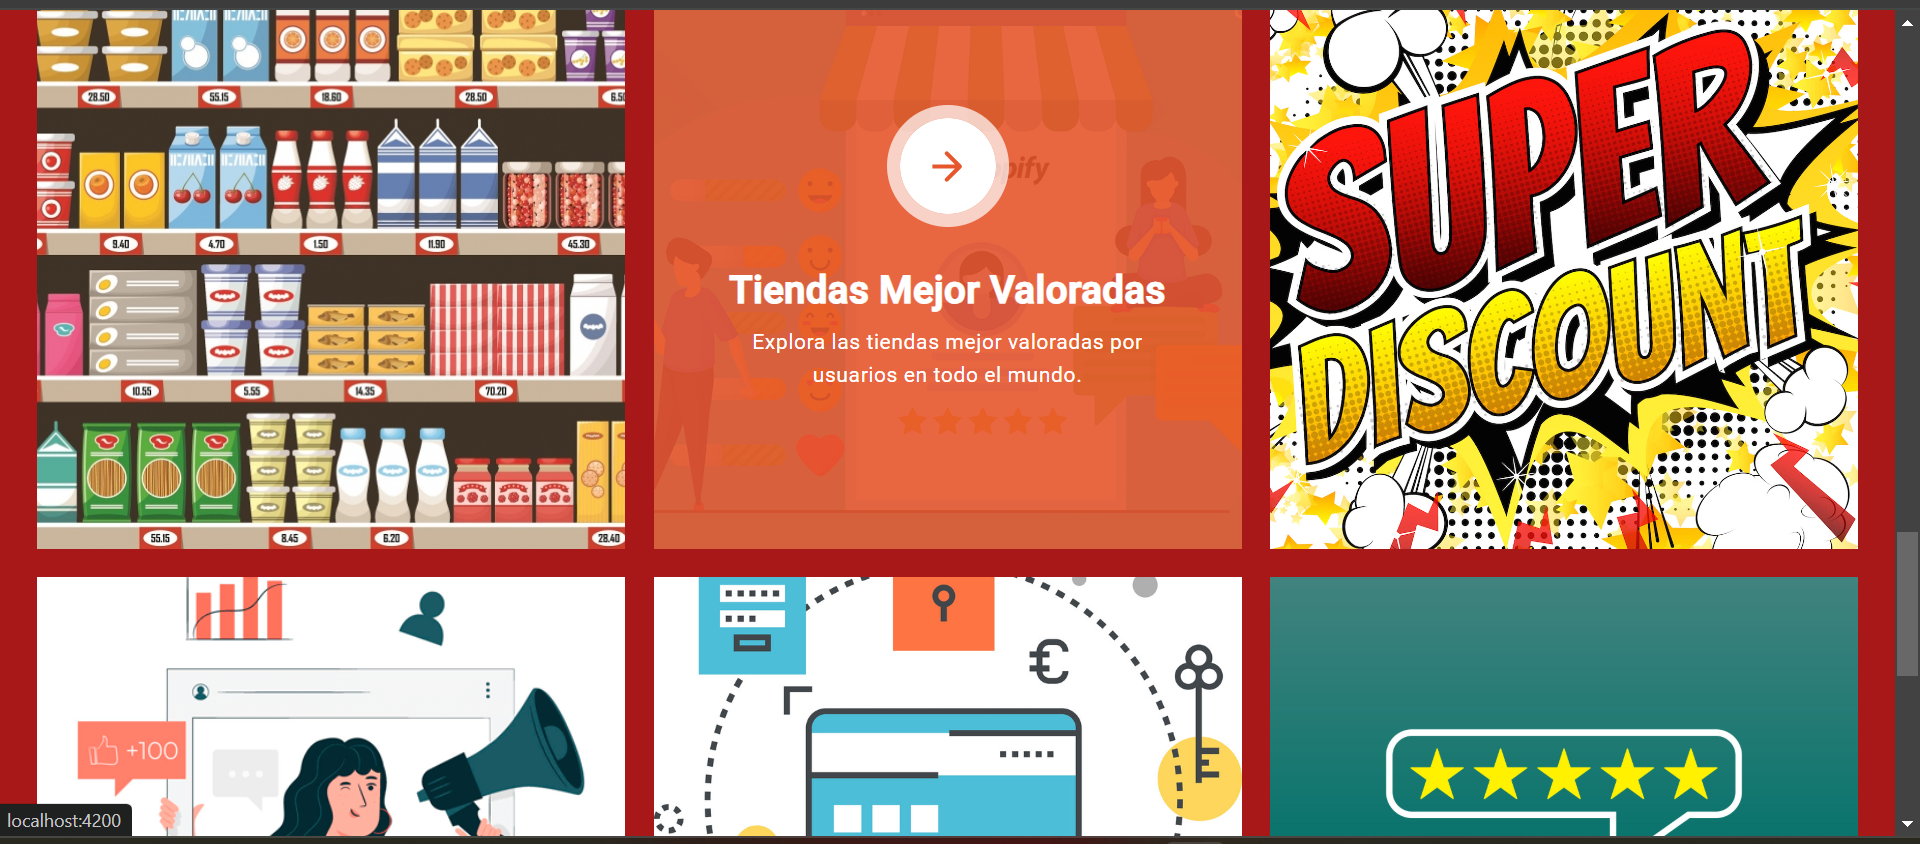 28.50
55.15
18.60
28.50
6.50
9.40
4.70
1.50
11.90
45.30
10.55
5.55
14.35
70.20
55.15
8.45
6.20
28.40
pify
Tiendas Mejor Valoradas
Explora las tiendas mejor valoradas por
usuarios en todo el mundo.
SUPER
DISCOUNT
+100
€
localhost:4200